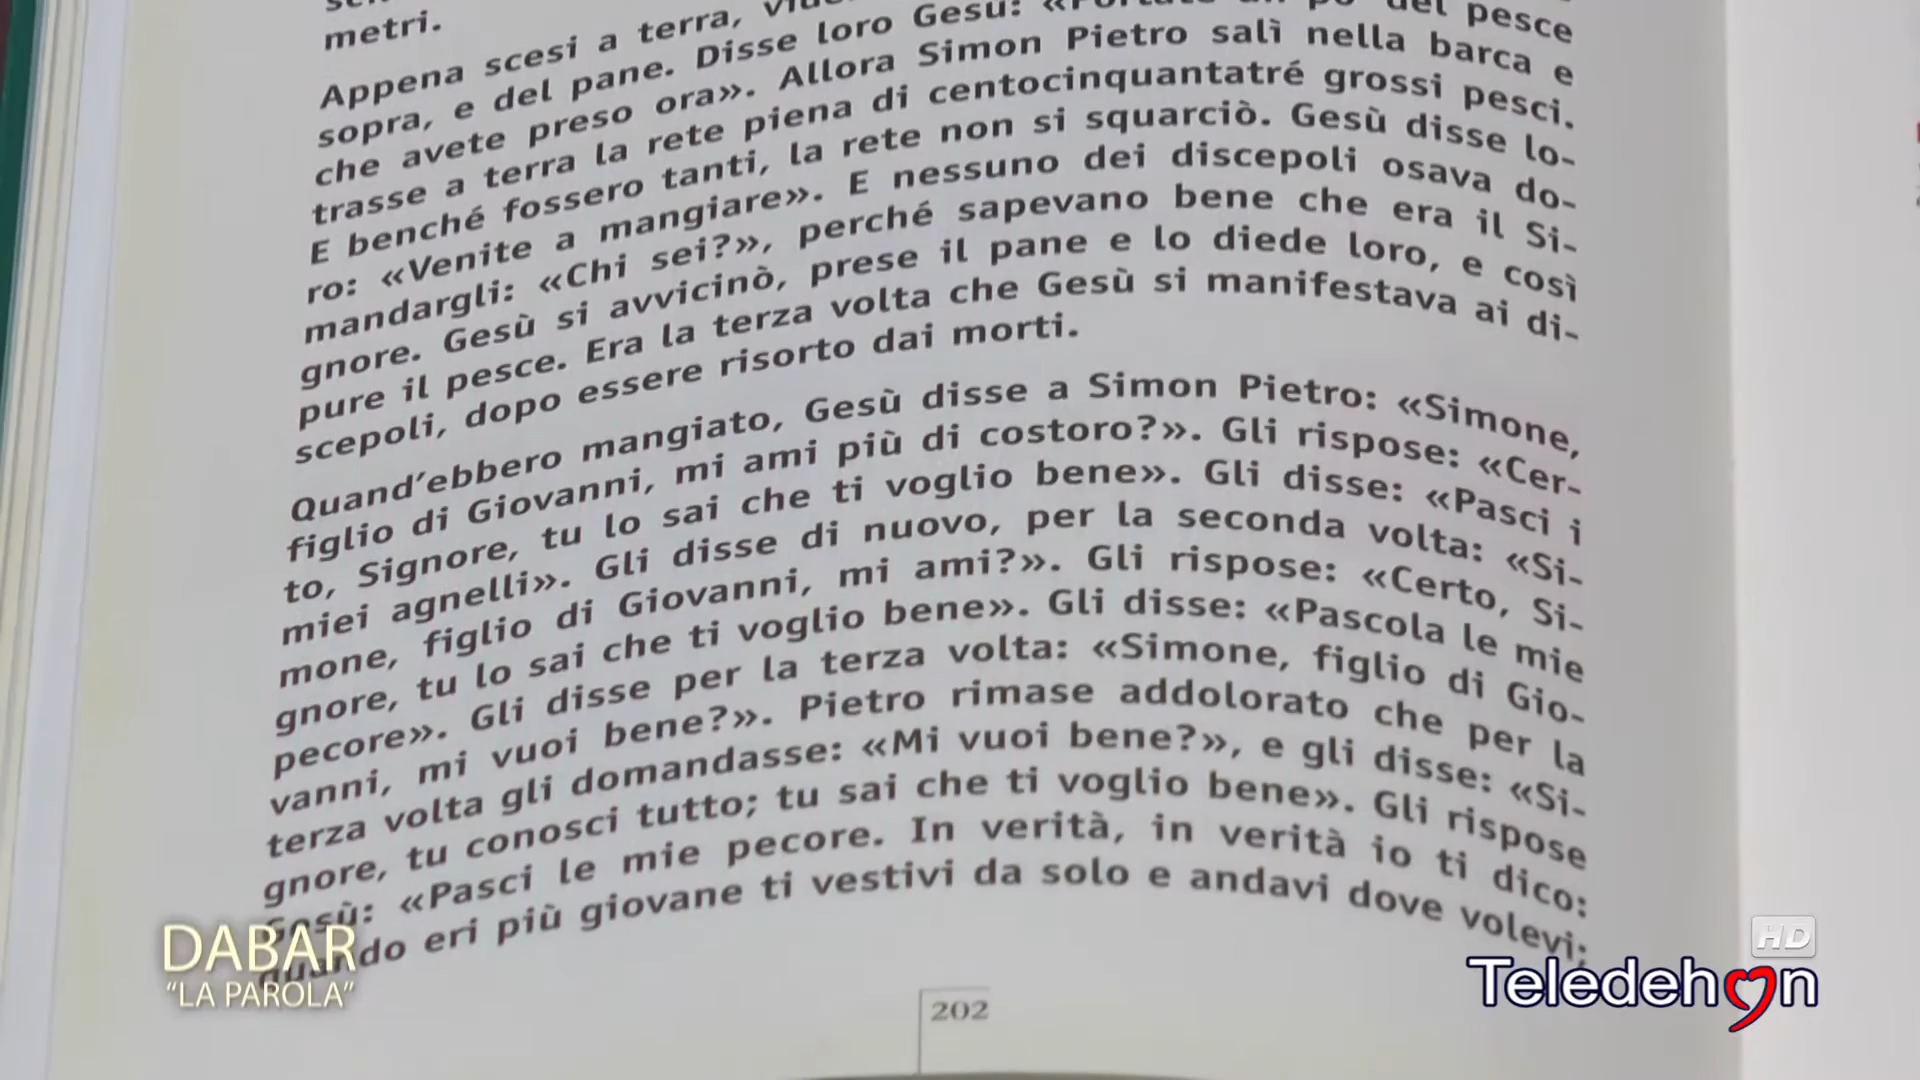 metri.
Appena scesi a terra,
sopra, e del pane. Disse loro Gesù: del pesce
che avete preso ora». Allora Simon Pietro salì nella barca e
trasse a terra la rete piena di centocinquantatré grossi pesci.
E benché fossero tanti, la rete non si squarciò. Gesù disse lo-
ro: «Venite a mangiare». E nessuno dei discepoli osava do-
mandargli: «Chi sei?», perché sapevano bene che era il Si-
gnore. Gesù si avvicinò, prese il pane e lo diede loro, e così
pure il pesce. Era la terza volta che Gesù si manifestava ai di-
scepoli, dopo essere risorto dai morti.
Quand'ebbero mangiato, Gesù disse a Simon Pietro: «Simone,
figlio di Giovanni, mi ami più di costoro?». Gli rispose: «Cer-
to, Signore, tu lo sai che ti voglio bene». Gli disse: «Pasci i
miei agnelli». Gli disse di nuovo, per la seconda volta: «Si-
mone, figlio di Giovanni, mi ami?». Gli rispose: «Certo, Si-
gnore, tu lo sai che ti voglio bene». Gli disse: «Pascola le mie
pecore». Gli disse per la terza volta: «Simone, figlio di Gio-
vanni, mi vuoi bene?». Pietro rimase addolorato che per la
terza volta gli domandasse: «Mi vuoi bene?», e gli disse: «Si-
gnore, tu conosci tutto; tu sai che ti voglio bene». Gli rispose
Gesù: «Pasci le mie pecore. In verità, in verità io ti dico:
quando eri più giovane ti vestivi da solo e andavi dove volevi;
202
DABAR
“LA PAROLA”
HD
Teledehon